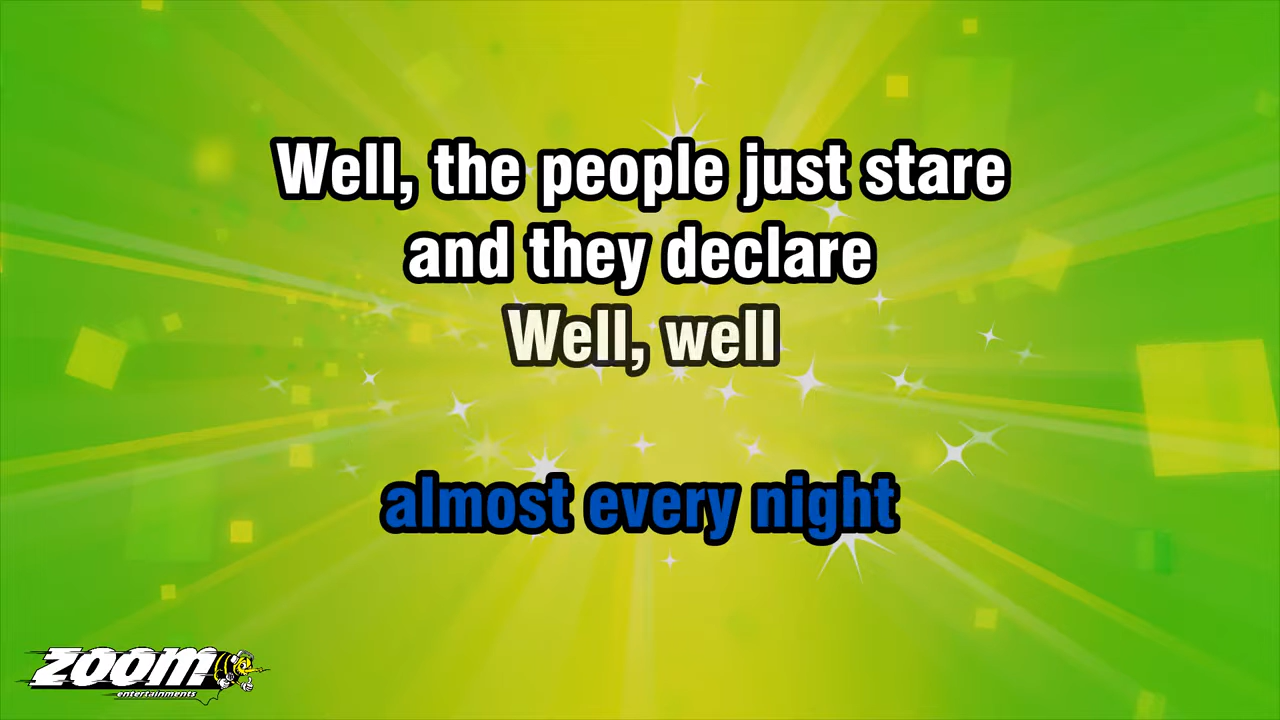 Well, the people just stare
and they declare
Well, well
almost every night
ZOOM
entertainments